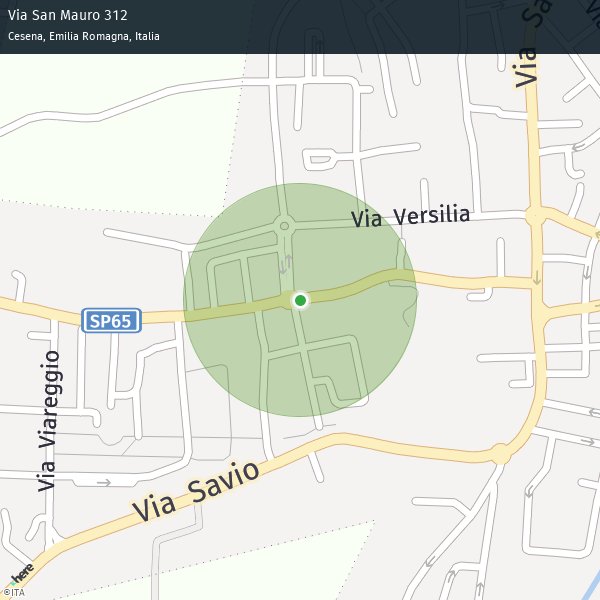 Via San Mauro 312
Cesena, Emilia Romagna, Italia
Via Sa
Via Versilia
SP65
Via Viareggio
Via Savio
here
©ITA